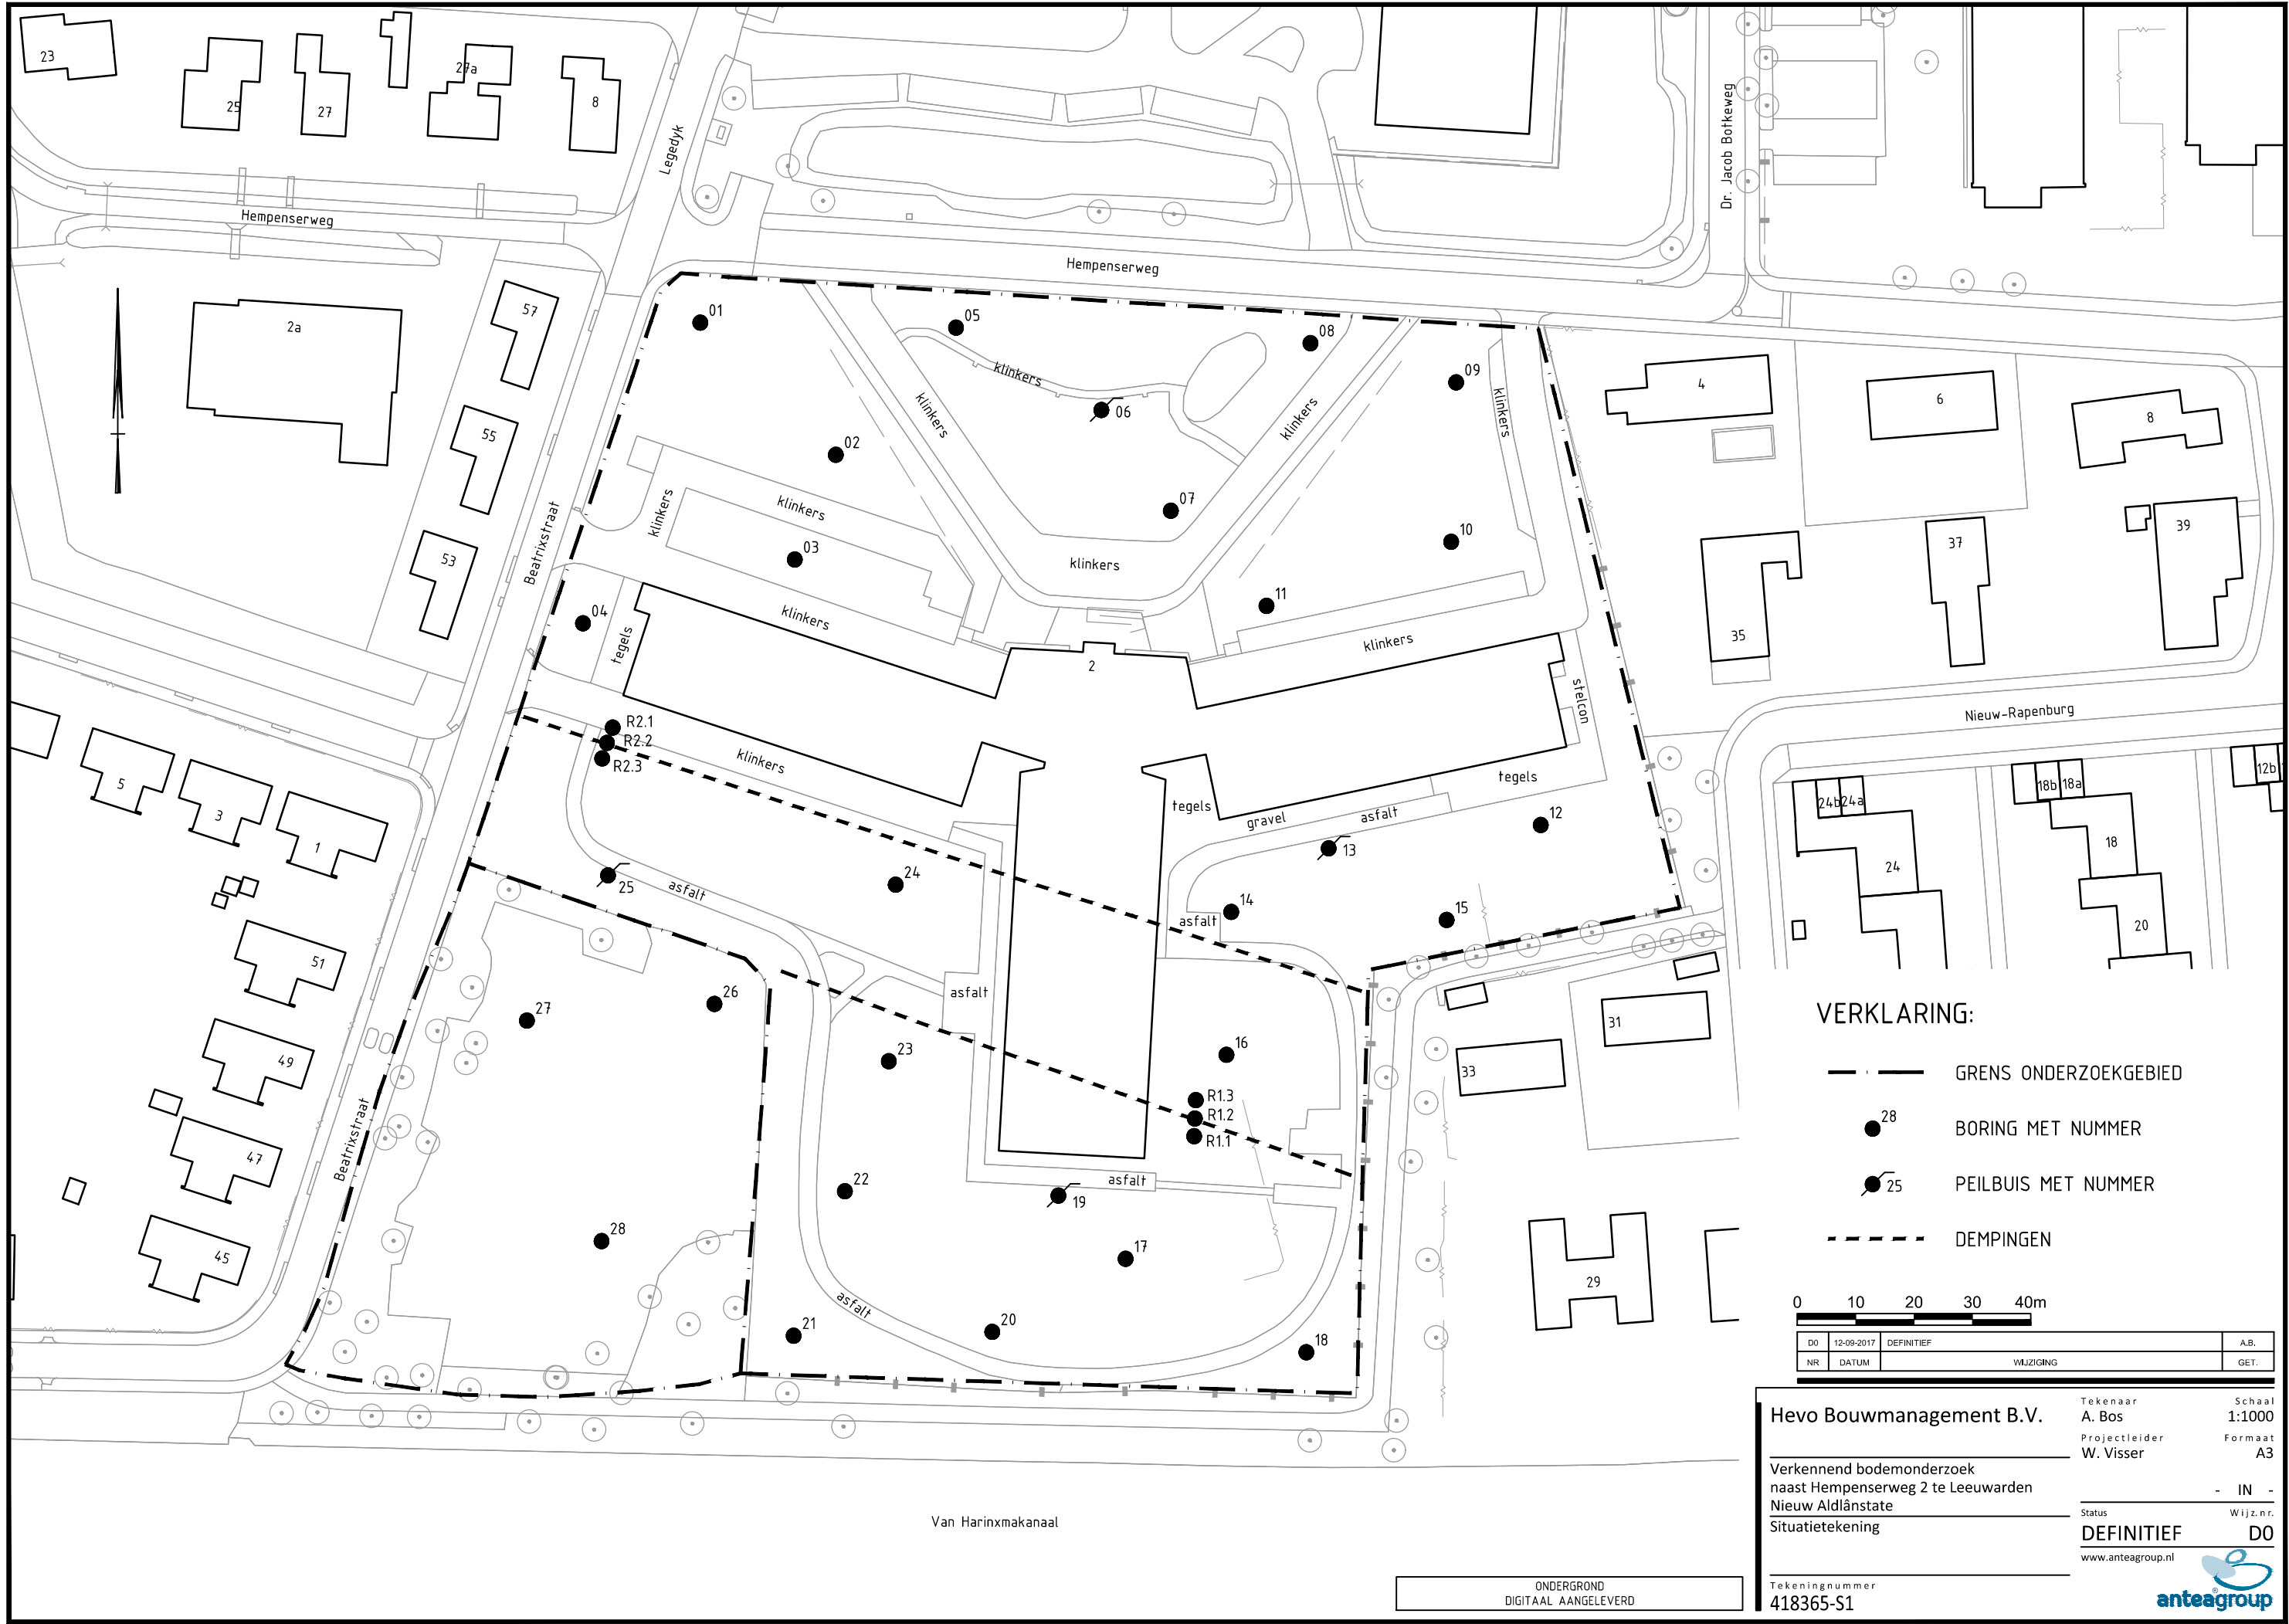 23
25
27
27a
8
Legedyk
Dr. Jacob Botkeweg
Hempenserweg
Hempenserweg
2a
57
55
53
Beatrixstraat
01
05
08
09
klinkers
klinkers
klinkers
klinkers
06
02
07
klinkers
klinkers
03
10
klinkers
04
11
tegels
klinkers
klinkers
2
stelcon
4
6
8
35
37
39
Nieuw-Rapenburg
R2.1
R2.2
R2.3
klinkers
tegels
tegels
gravel
asfalt
12
13
5
3
1
25
asfalt
24
14
asfalt
15
24b
24a
24
18b
18a
18
20
12b
51
49
47
45
Beatrixstraat
27
26
asfalt
23
16
R1.3
R1.2
R1.1
22
asfalt
19
28
17
asfalt
21
20
18
31
33
29
Van Harinxmakanaal
VERKLARING:
GRENS ONDERZOEKGEBIED
28
BORING MET NUMMER
25
PEILBUIS MET NUMMER
DEMPINGEN
0 10 20 30 40m
D0 12-09-2017 DEFINITIEF A.B.
NR DATUM WIJZIGING GET.
Hevo Bouwmanagement B.V.
Tekenaar
A. Bos
Schaal
1:1000
Projectleider
W. Visser
Formaat
A3
Verkennend bodemonderzoek
naast Hempenserweg 2 te Leeuwarden
Nieuw Aldlânstate
- IN -
Situatietekening
Status
DEFINITIEF
Wijz.nr.
D0
www.anteagroup.nl
Tekeningnummer
418365-S1
anteagroup
ONDERGROND
DIGITAAL AANGELEVERD